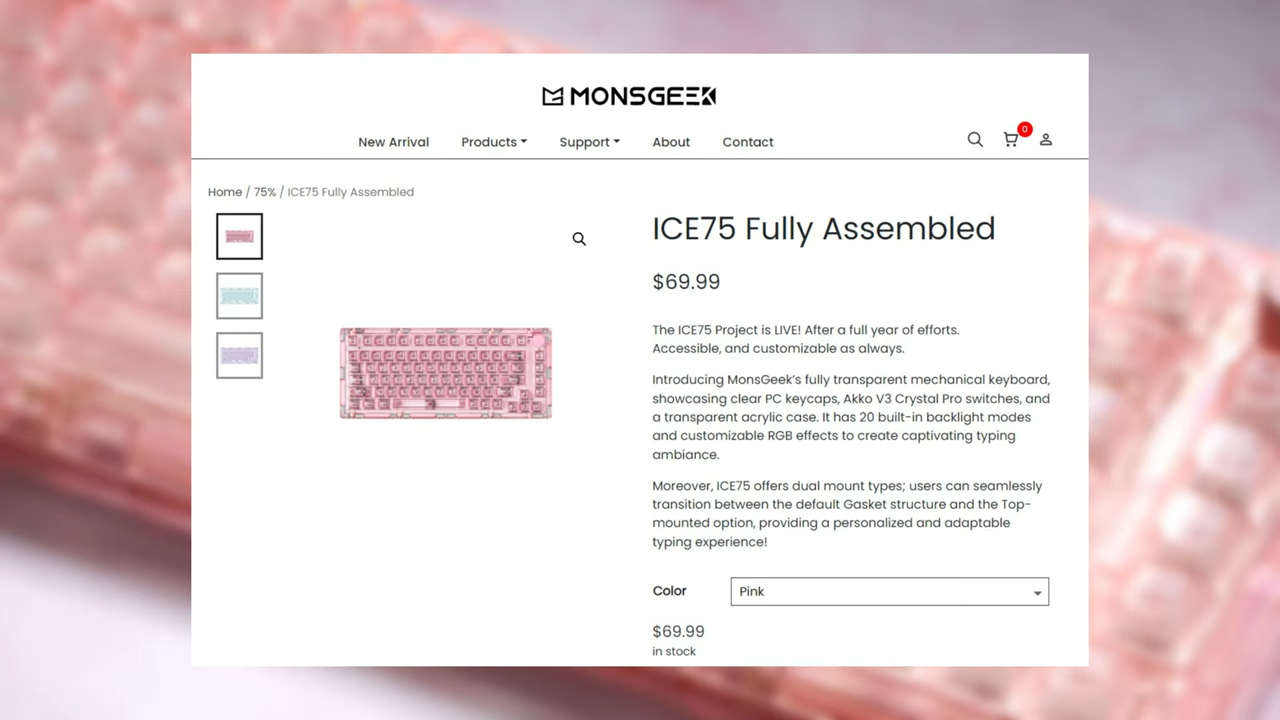 MONSGEEK
New Arrival Products Support About Contact
0
Home / 75% / ICE75 Fully Assembled
ICE75 Fully Assembled
$69.99
The ICE75 Project is LIVE! After a full year of efforts.
Accessible, and customizable as always.
Introducing MonsGeek's fully transparent mechanical keyboard,
showcasing clear PC keycaps, Akko V3 Crystal Pro switches, and
a transparent acrylic case. It has 20 built-in backlight modes
and customizable RGB effects to create captivating typing
ambiance.
Moreover, ICE75 offers dual mount types; users can seamlessly
transition between the default Gasket structure and the Top-
mounted option, providing a personalized and adaptable
typing experience!
Color Pink
$69.99
in stock